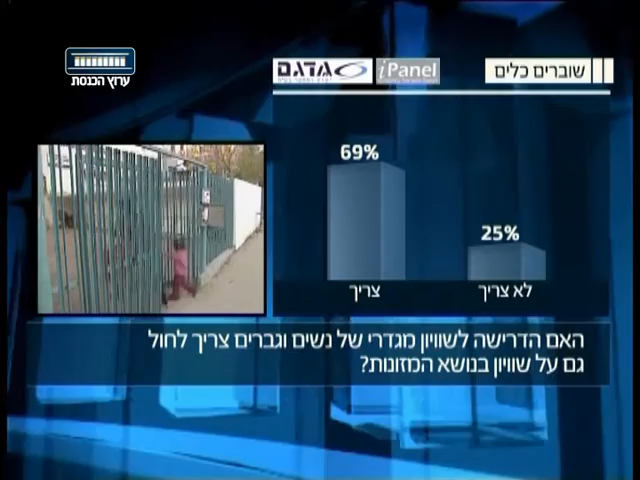 ערוץ הכנסת
שוברים כלים
iPanel
גאדמ
69%
25%
צריך
לא צריך
האם הדרישה לשוויון מגדרי של נשים וגברים צריך לחול
גם על שוויון בנושא המזונות?